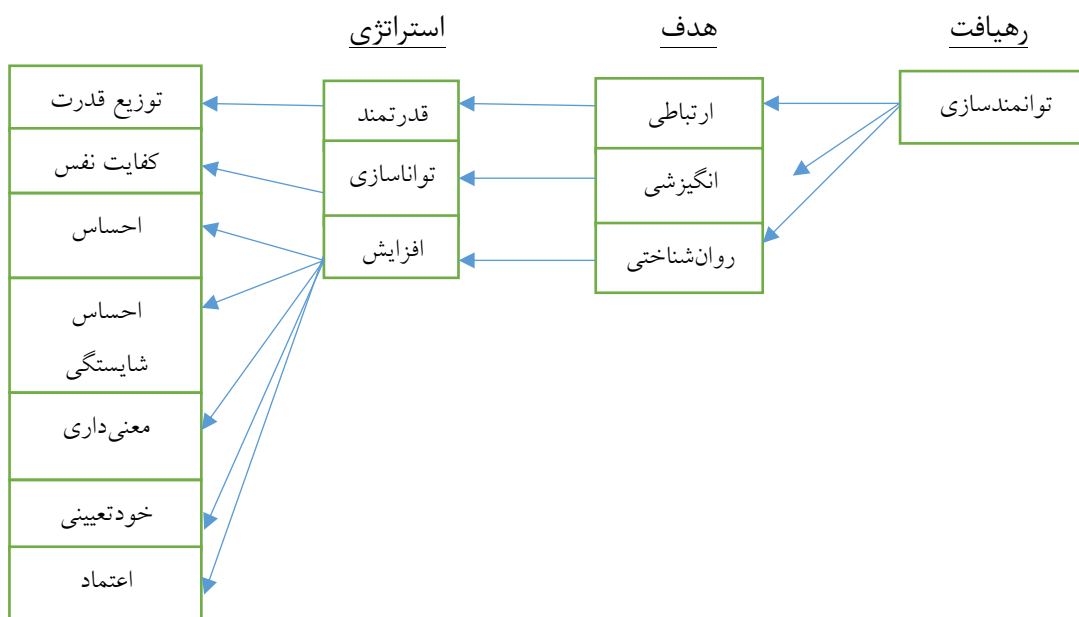 رهیافت
هدف
استراتژی
توانمندسازی
ارتباطی
انگیزشی
روان‌شناختی
قدرتمند
تواناسازی
افزایش
توزیع قدرت
کفایت نفس
احساس
احساس
شایستگی
معنی‌داری
خودتعیینی
اعتماد